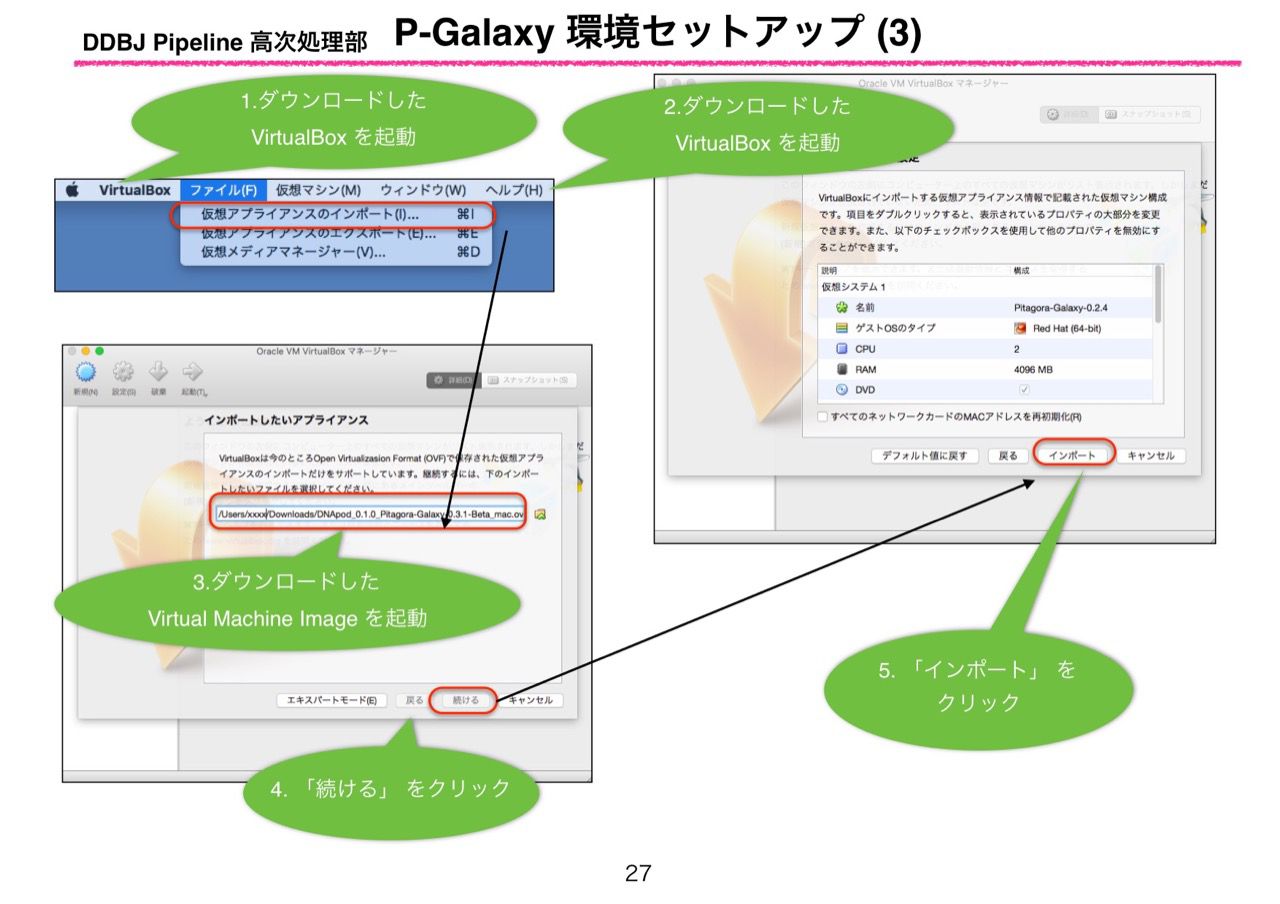 DDBJ Pipeline 高次処理部
P-Galaxy 環境セットアップ (3)
1.ダウンロードした
VirtualBox を起動
2.ダウンロードした
VirtualBox を起動
VirtualBox ファイル(F) 仮想マシン(M) ウィンドウ(W) ヘルプ(H)
仮想アプライアンスのインポート(I)... ⌘I
仮想アプライアンスのエクスポート(E)... ⌘E
仮想メディアマネージャー(V)... ⌘D
Oracle VM VirtualBox マネージャー
詳細(D) スナップショット(S)
VirtualBoxにインポートする仮想アプライアンス情報で記載された仮想マシン構成
です。項目をダブルクリックすると、表示されているプロパティの大部分を変更
できます。また、以下のチェックボックスを使用して他のプロパティを無効にす
ることができます。
説明 構成
仮想システム 1
名前 Pitagora-Galaxy-0.2.4
ゲストOSのタイプ Red Hat (64-bit)
CPU 2
RAM 4096 MB
DVD
すべてのネットワークカードのMACアドレスを再初期化(R)
デフォルト値に戻す 戻る インポート キャンセル
Oracle VM VirtualBox マネージャー
新規(N) 設定(S) 破棄 起動(T)
詳細(D) スナップショット(S)
インポートしたいアプライアンス
VirtualBoxは今のところOpen Virtualizasion Format (OVF)で保存された仮想アプラ
イアンスのインポートだけをサポートしています。継続するには、下のインポー
トしたいファイルを選択してください。
/Users/xxxx/Downloads/DNApod_0.1.0_Pitagora-Galaxy-0.3.1-Beta_mac.ov
3.ダウンロードした
Virtual Machine Image を起動
エキスパートモード(E) 戻る 続ける キャンセル
4. 「続ける」 をクリック
5. 「インポート」 を
クリック
27